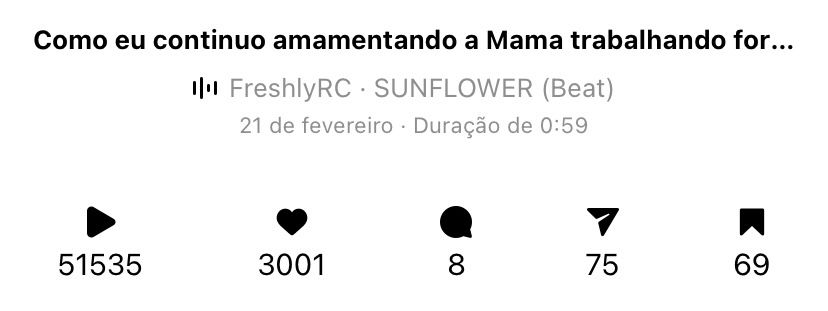 Como eu continuo amamentando a Mama trabalhando for...
FreshlyRC · SUNFLOWER (Beat)
21 de fevereiro · Duração de 0:59
51535 3001 8 75 69